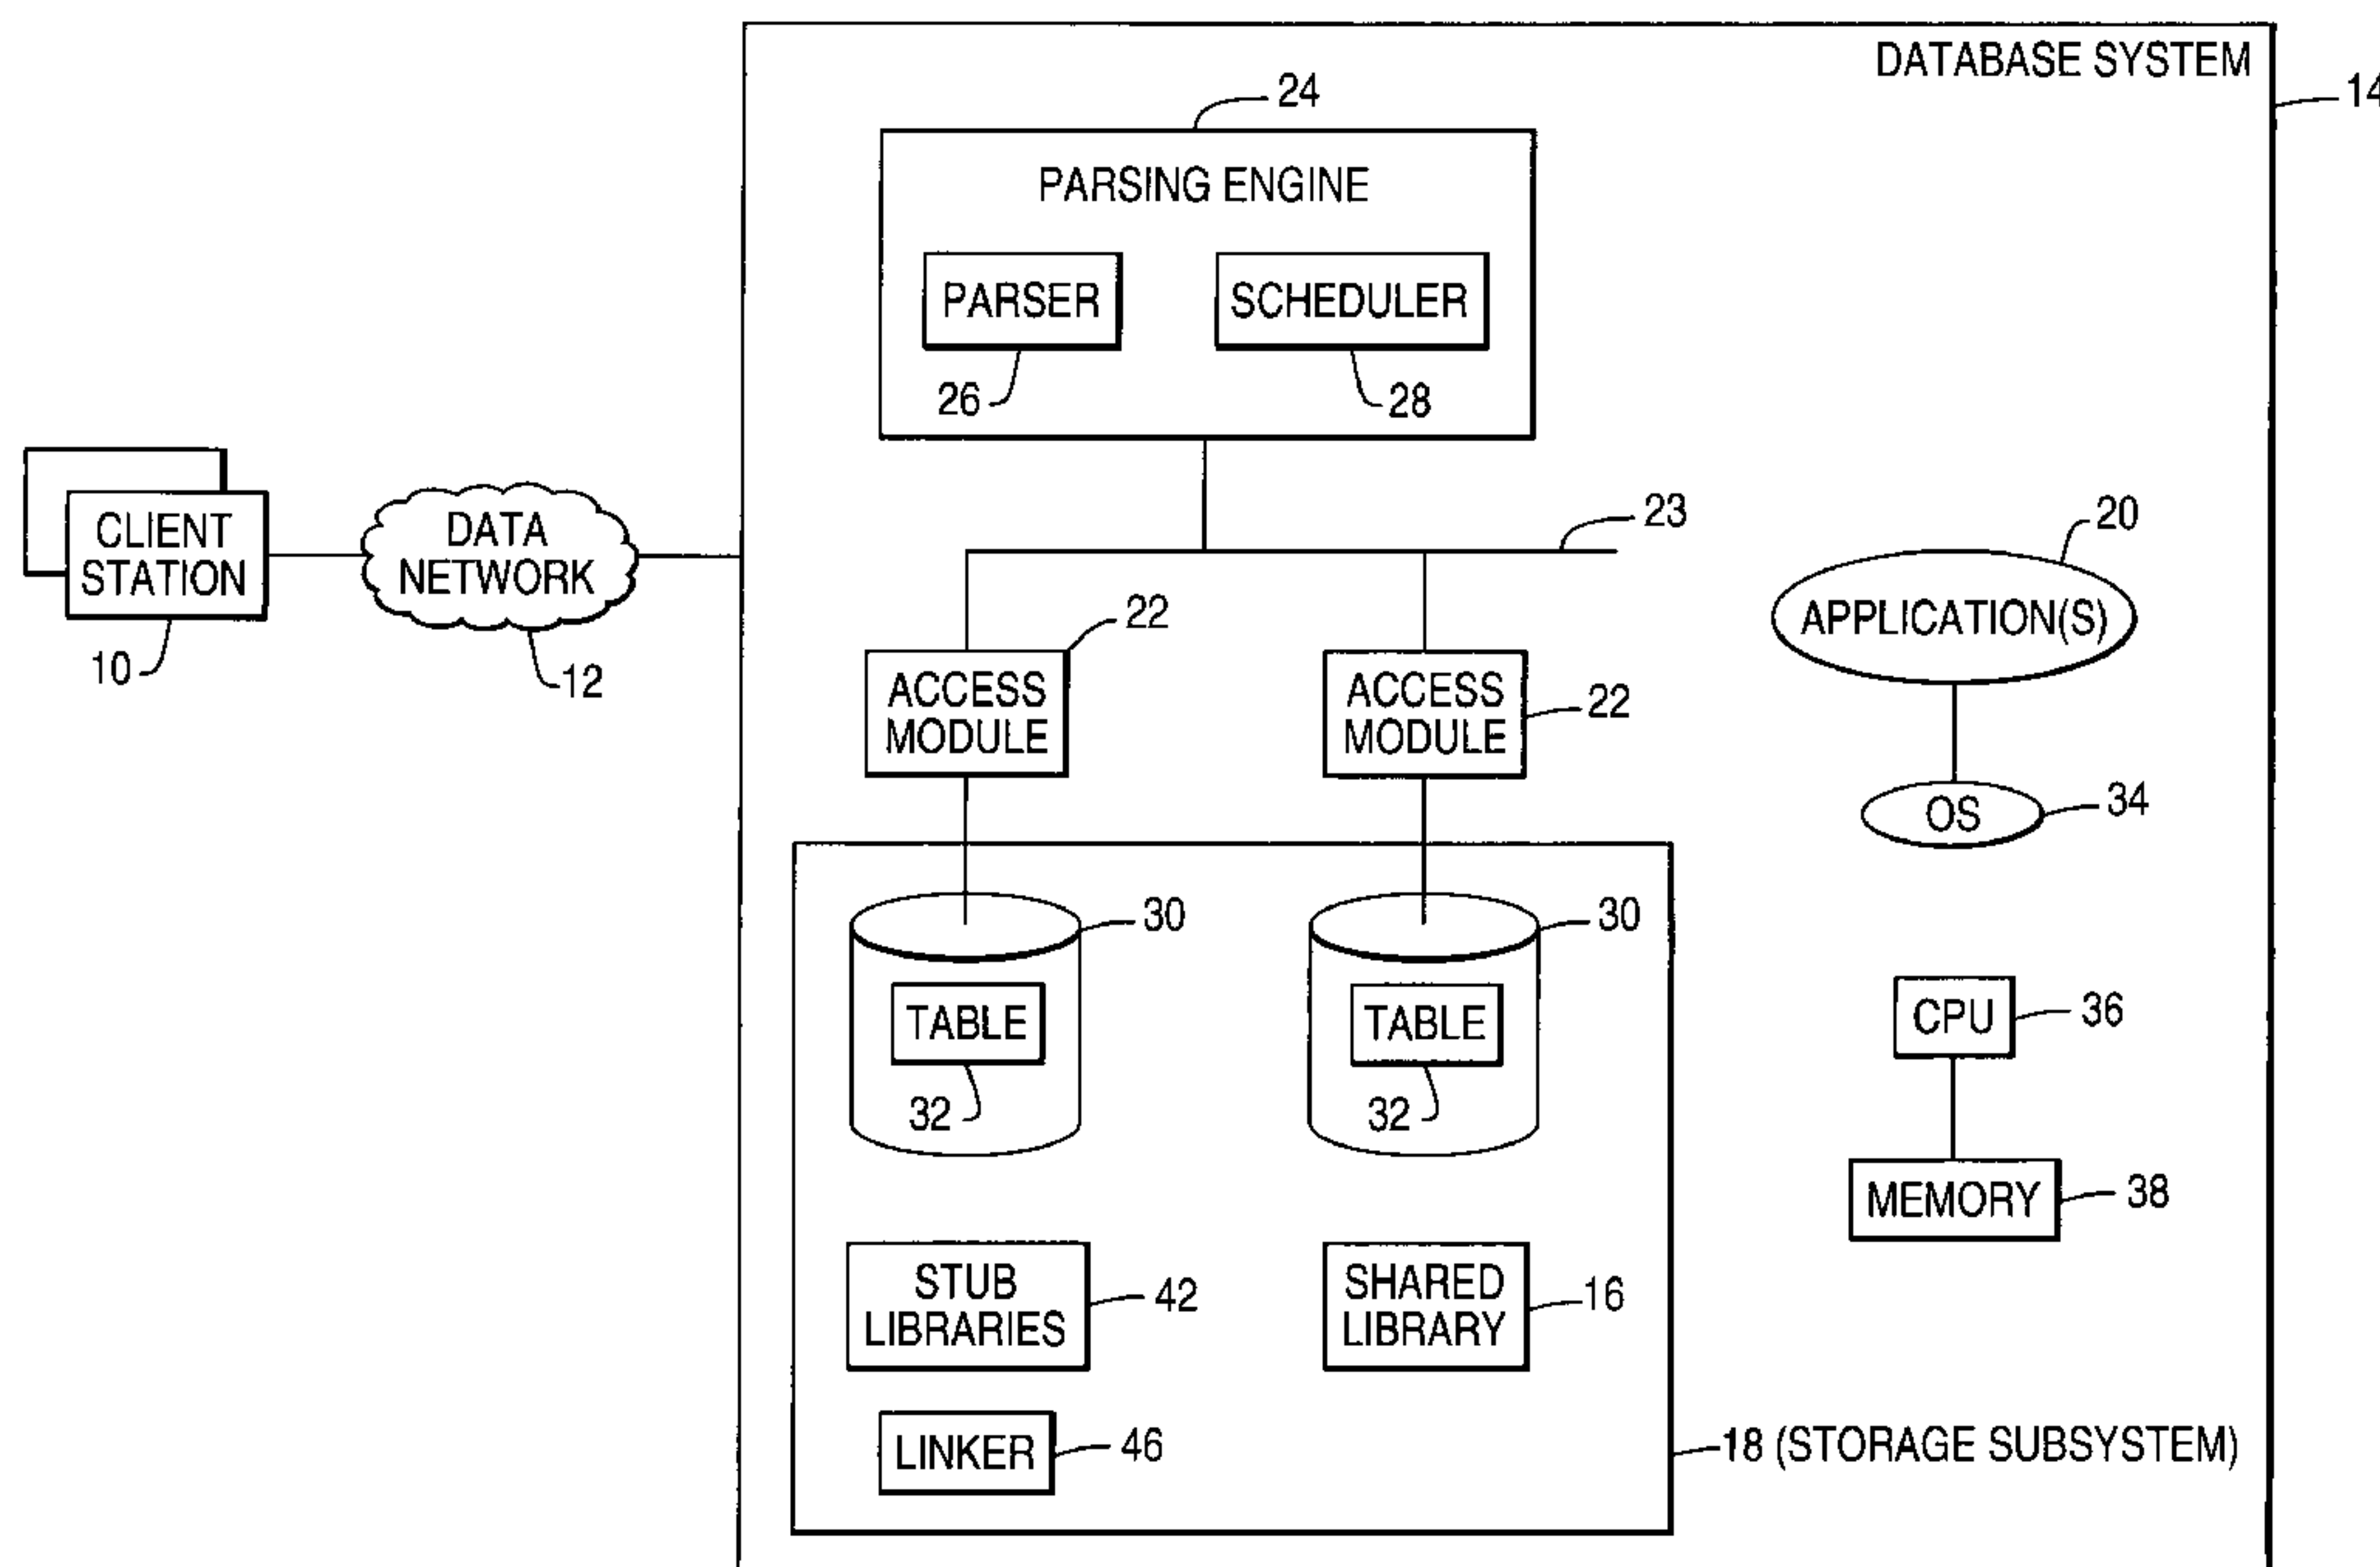 DATABASE SYSTEM
14
24
PARSING ENGINE
PARSER
SCHEDULER
26
28
CLIENT
STATION
10
DATA
NETWORK
12
23
20
APPLICATION(S)
22
ACCESS
MODULE
ACCESS
MODULE
22
OS
34
30
TABLE
32
30
TABLE
32
CPU
36
MEMORY
38
STUB
LIBRARIES
42
SHARED
LIBRARY
16
LINKER
46
18 (STORAGE SUBSYSTEM)